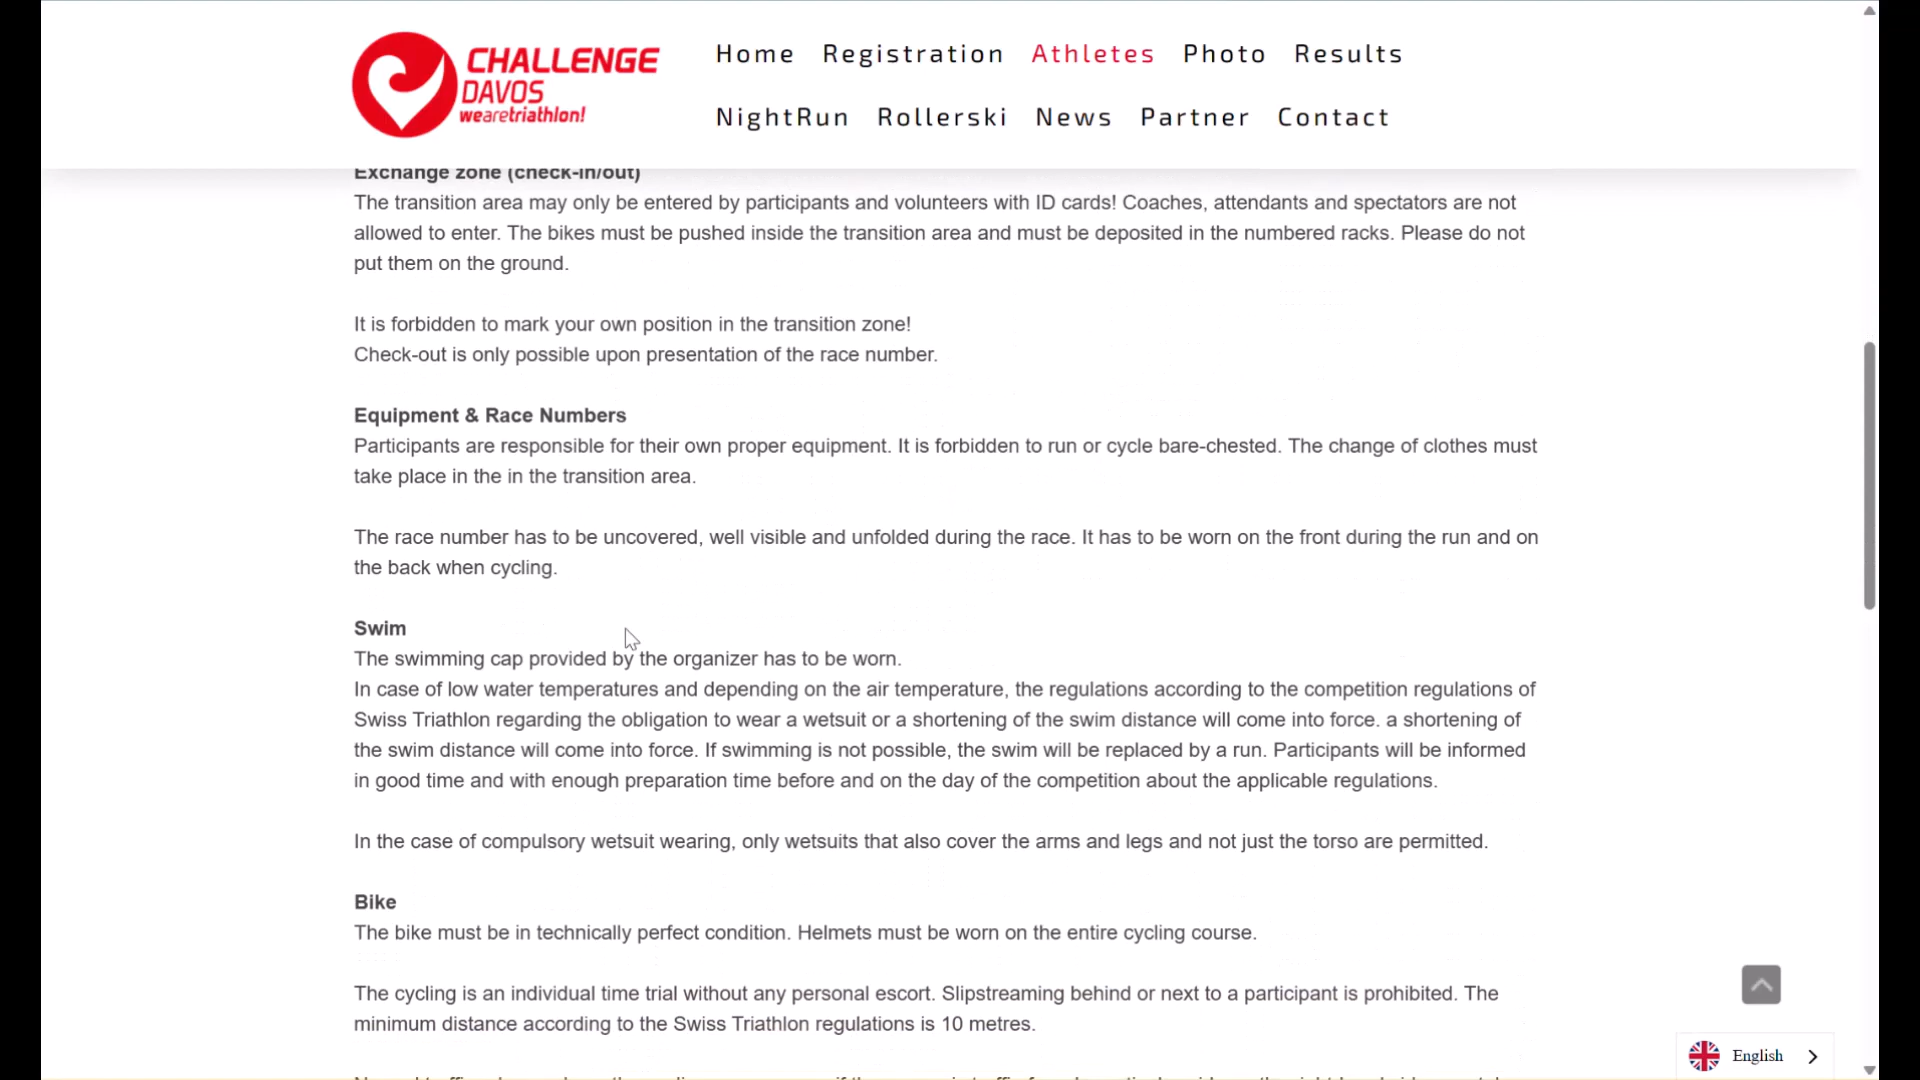 CHALLENGE
DAVOS
wearetriathlon!
Home Registration Athletes Photo Results
NightRun Rollerski News Partner Contact
Exchange zone (check-in/out)
The transition area may only be entered by participants and volunteers with ID cards! Coaches, attendants and spectators are not
allowed to enter. The bikes must be pushed inside the transition area and must be deposited in the numbered racks. Please do not
put them on the ground.
It is forbidden to mark your own position in the transition zone!
Check-out is only possible upon presentation of the race number.
Equipment & Race Numbers
Participants are responsible for their own proper equipment. It is forbidden to run or cycle bare-chested. The change of clothes must
take place in the in the transition area.
The race number has to be uncovered, well visible and unfolded during the race. It has to be worn on the front during the run and on
the back when cycling.
Swim
The swimming cap provided by the organizer has to be worn.
In case of low water temperatures and depending on the air temperature, the regulations according to the competition regulations of
Swiss Triathlon regarding the obligation to wear a wetsuit or a shortening of the swim distance will come into force. a shortening of
the swim distance will come into force. If swimming is not possible, the swim will be replaced by a run. Participants will be informed
in good time and with enough preparation time before and on the day of the competition about the applicable regulations.
In the case of compulsory wetsuit wearing, only wetsuits that also cover the arms and legs and not just the torso are permitted.
Bike
The bike must be in technically perfect condition. Helmets must be worn on the entire cycling course.
The cycling is an individual time trial without any personal escort. Slipstreaming behind or next to a participant is prohibited. The
minimum distance according to the Swiss Triathlon regulations is 10 metres.
English